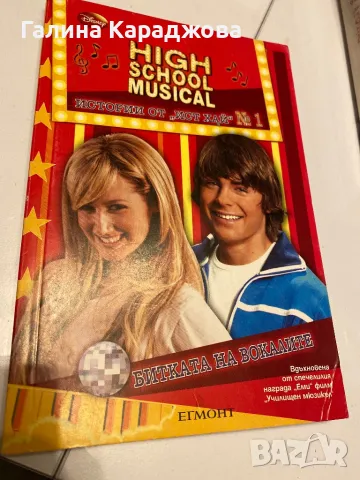 Галина Караджова
Disney
HIGH
SCHOOL
MUSICAL
ИСТОРИИ ОТ „ИСТ ХАЙ“ № 1
БИТКАТА НА ВОКАЛИТЕ
Вдъхновена
от спечелилия
награда „Еми“ филм
„Училищен мюзикъл“
ЕГМОНТ
BAZAR